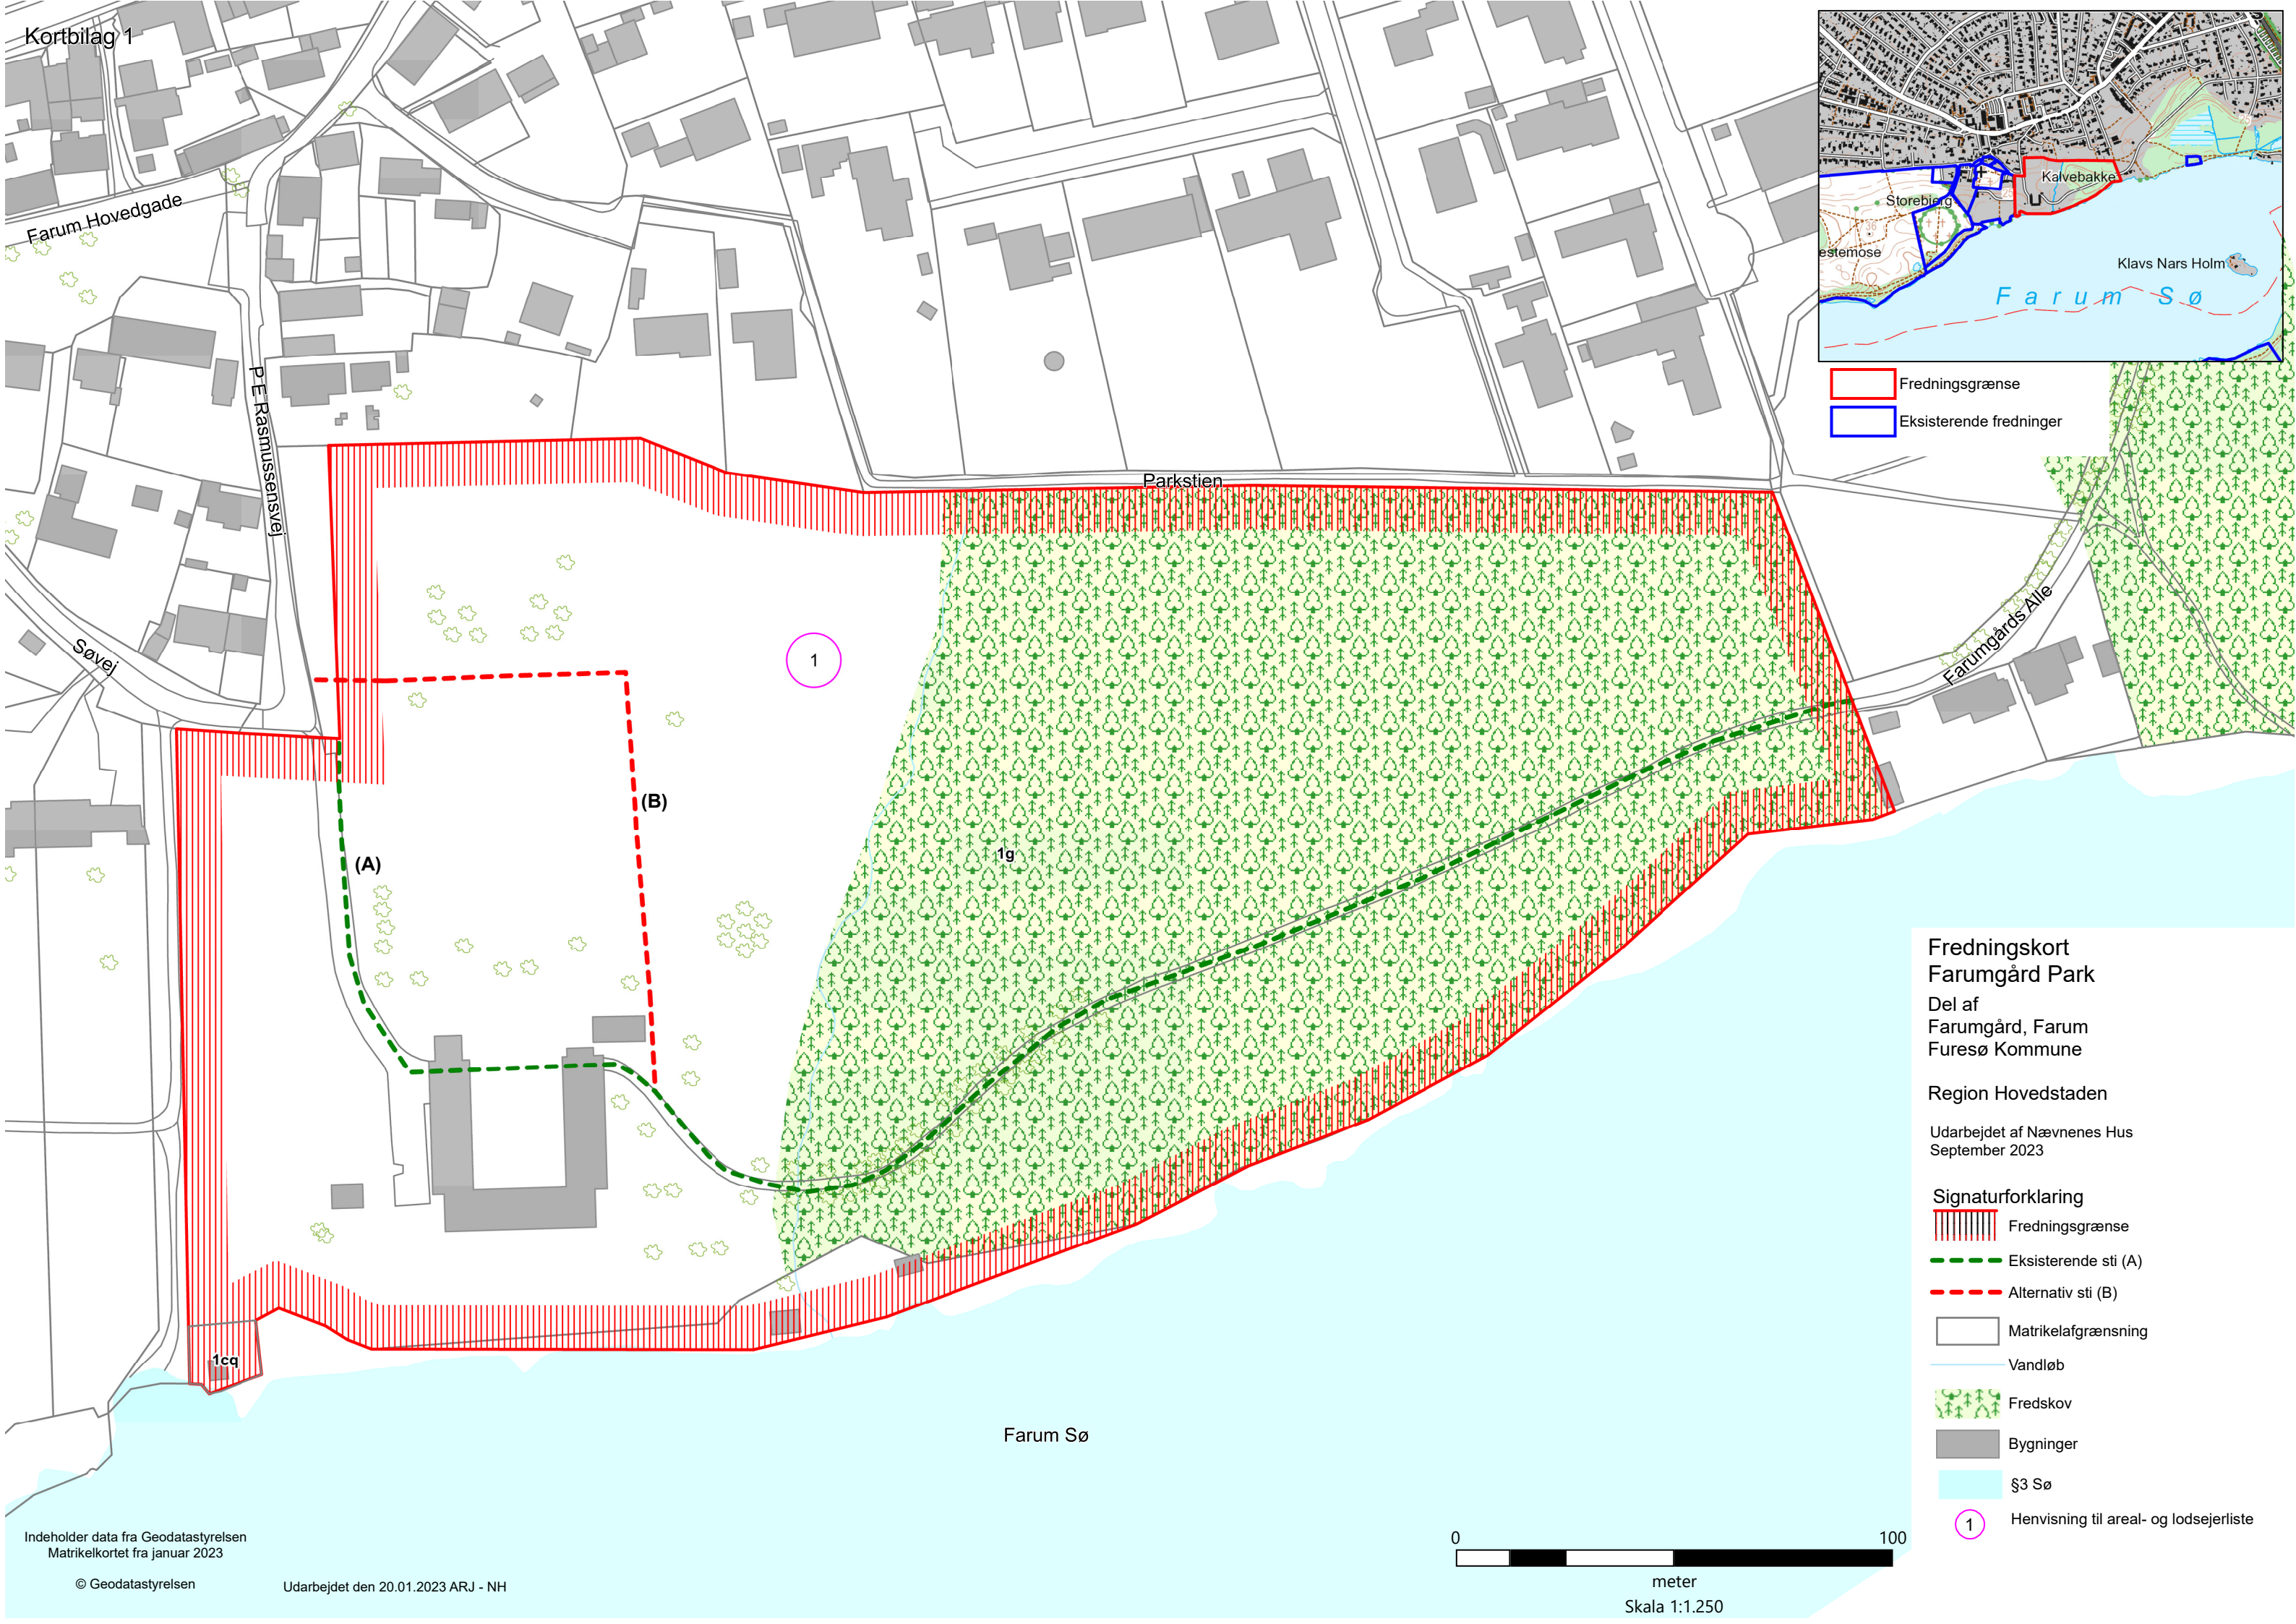 Kortbilag 1
Farum Hovedgade
P E Rasmussensvej
Søvej
Parkstien
Farumgårds Alle
1
(B)
(A)
1g
1cq
Farum Sø
Kalvebakke
Storebjerg
36
estemose
Klavs Nars Holm
Farum Sø
Fredningsgrænse
Eksisterende fredninger
Fredningskort
Farumgård Park
Del af
Farumgård, Farum
Furesø Kommune
Region Hovedstaden
Udarbejdet af Nævnenes Hus
September 2023
Signaturforklaring
Fredningsgrænse
Eksisterende sti (A)
Alternativ sti (B)
Matrikelafgrænsning
Vandløb
Fredskov
Bygninger
§3 Sø
1 Henvisning til areal- og lodsejerliste
0 100
meter
Skala 1:1.250
Indeholder data fra Geodatastyrelsen
Matrikelkortet fra januar 2023
© Geodatastyrelsen
Udarbejdet den 20.01.2023 ARJ - NH